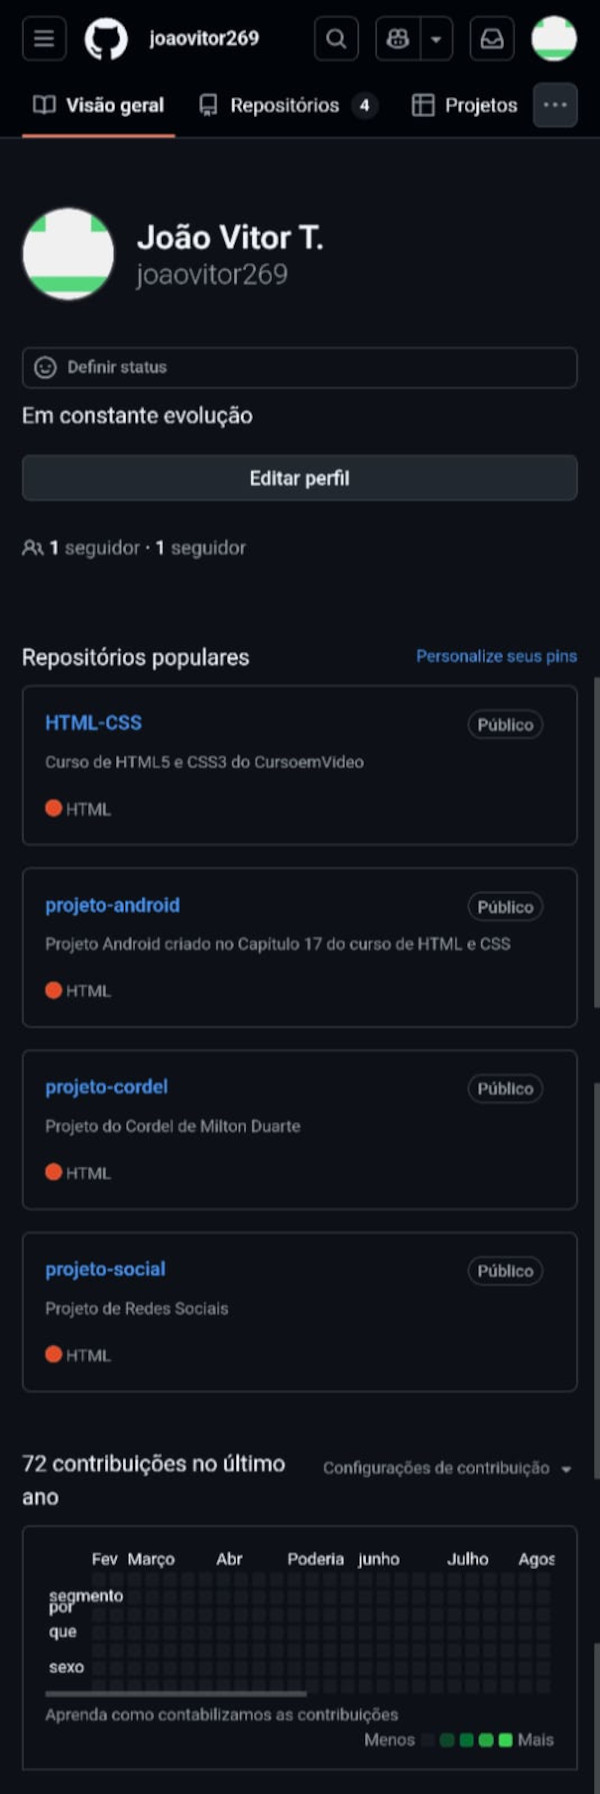 joaovitor269
Visão geral Repositórios 4 Projetos
João Vitor T.
joaovitor269
Definir status
Em constante evolução
Editar perfil
1 seguidor · 1 seguidor
Repositórios populares Personalize seus pins
HTML-CSS Público
Curso de HTML5 e CSS3 do CursoemVideo
HTML
projeto-android Público
Projeto Android criado no Capítulo 17 do curso de HTML e CSS
HTML
projeto-cordel Público
Projeto do Cordel de Milton Duarte
HTML
projeto-social Público
Projeto de Redes Sociais
HTML
72 contribuições no último Configurações de contribuição
ano
Fev Março Abr Poderia junho Julho Agos
segmento
por
que
sexo
Aprenda como contabilizamos as contribuições
Menos Mais